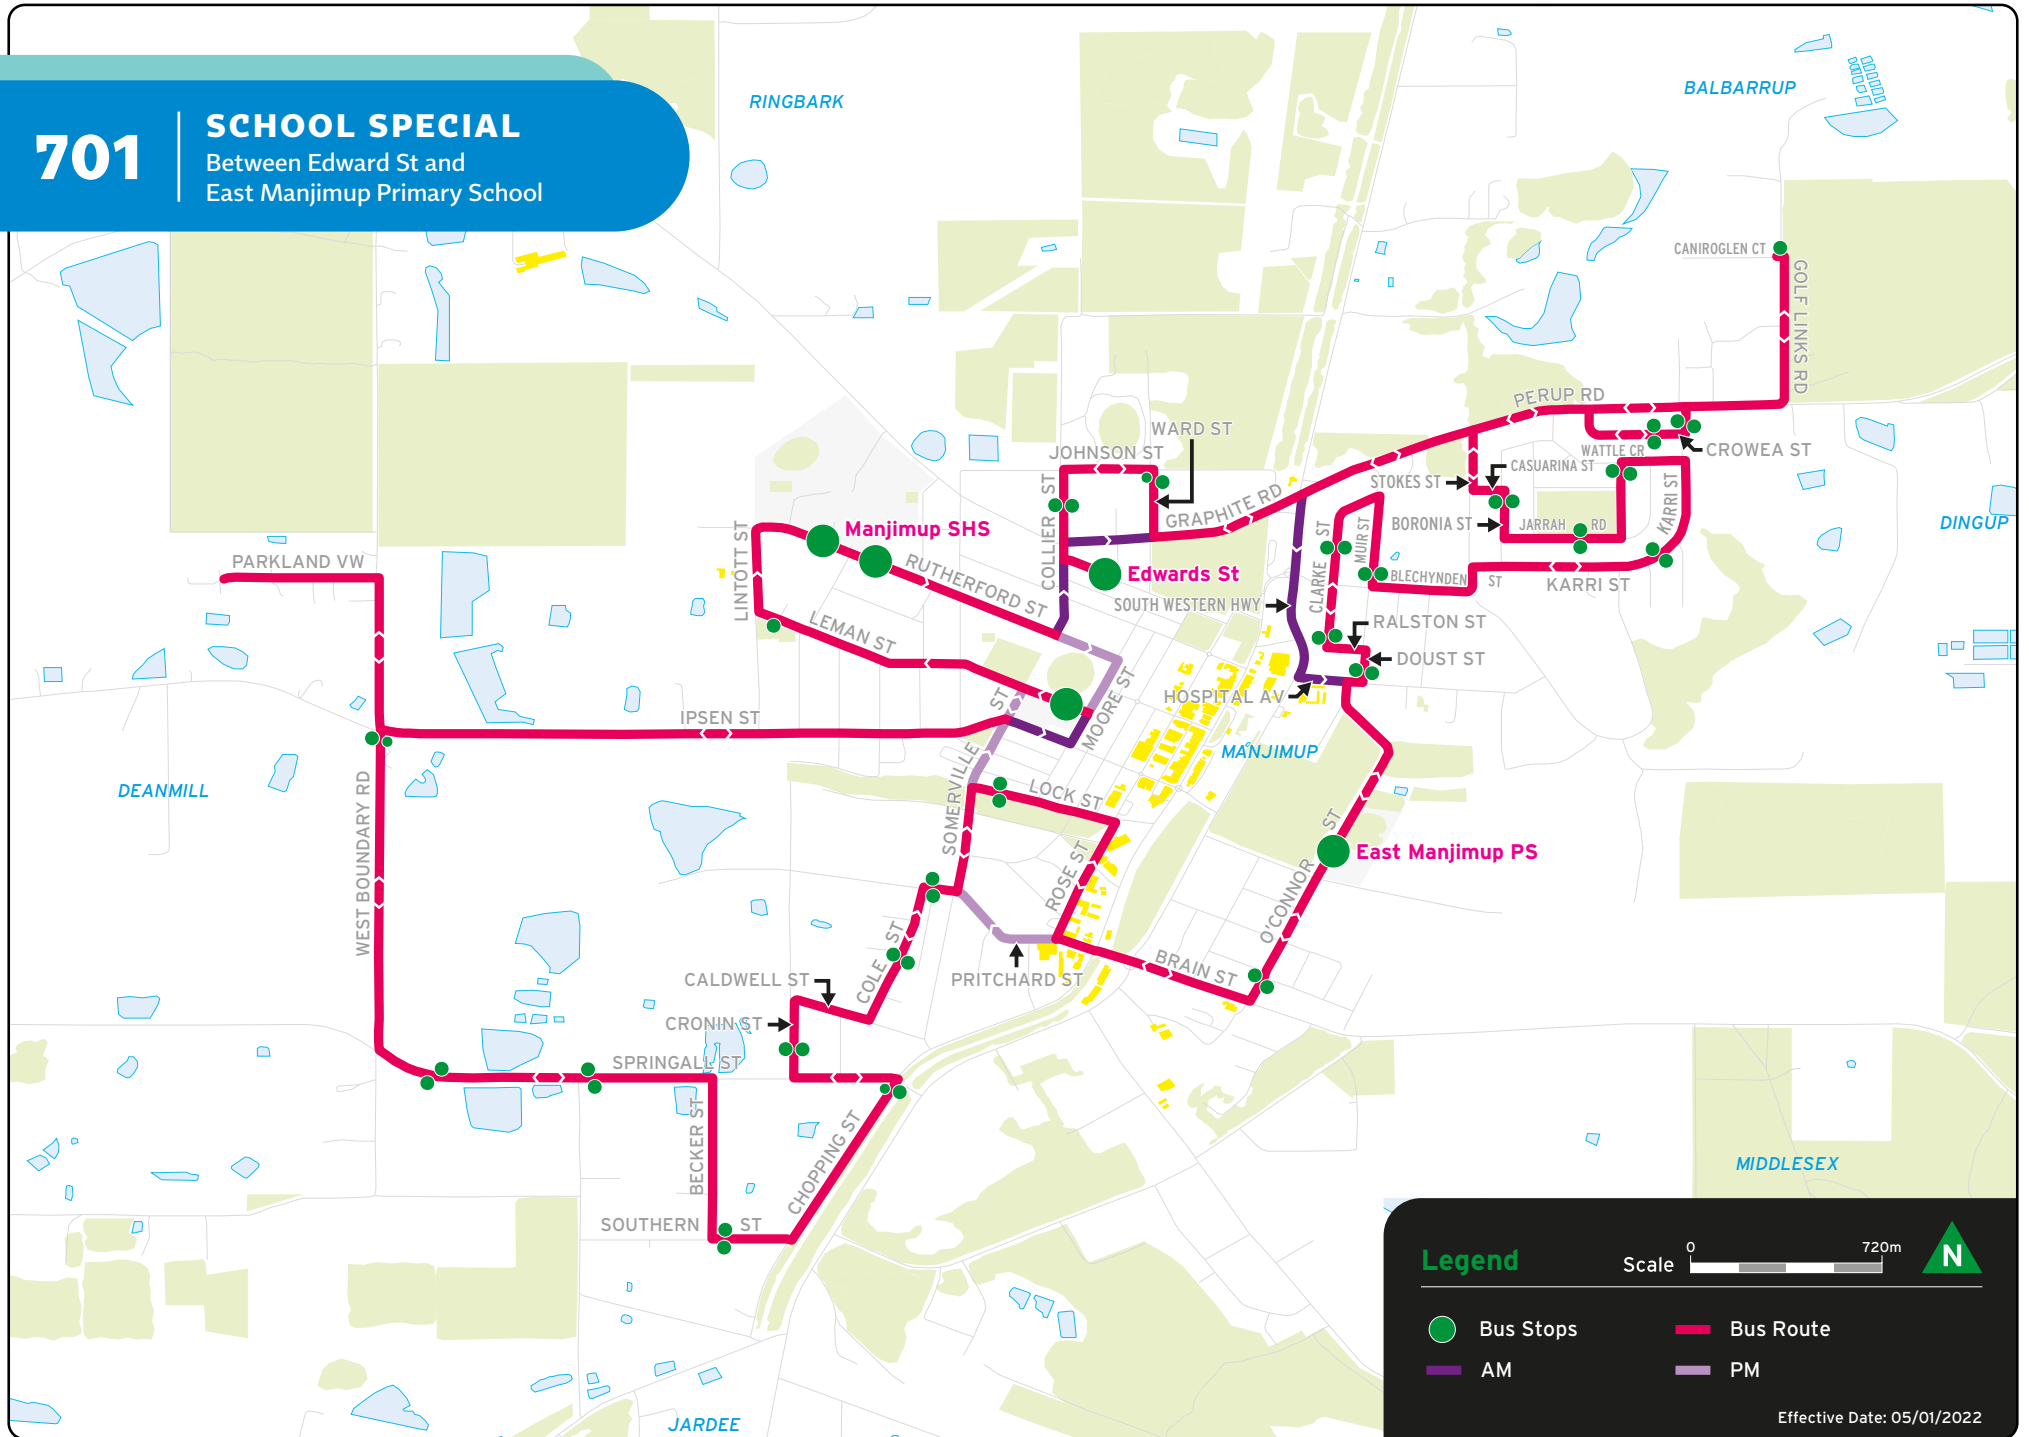 701
SCHOOL SPECIAL
Between Edward St and
East Manjimup Primary School
RINGBARK
BALBARRUP
CANIROGLEN CT
GOLF LINKS RD
PERUP RD
WARD ST
JOHNSON ST
WATTLE CR
CROWEA ST
CASUARINA ST
STOKES ST
KARRI ST
COLLIER ST
GRAPHITE RD
BORONIA ST
JARRAH RD
DINGUP
Manjimup SHS
LINTOTT ST
PARKLAND VW
RUTHERFORD ST
Edwards St
CLARKE ST
MUIR ST
BLECHYNDEN ST
KARRI ST
SOUTH WESTERN HWY
LEMAN ST
RALSTON ST
DOUST ST
HOSPITAL AV
MOORE ST
IPSEN ST
MANJIMUP
DEANMILL
WEST BOUNDARY RD
SOMERVILLE ST
LOCK ST
ROSE ST
East Manjimup PS
O'CONNOR ST
COLE ST
CALDWELL ST
PRITCHARD ST
BRAIN ST
CRONIN ST
SPRINGALL ST
BECKER ST
CHOPPING ST
SOUTHERN ST
MIDDLESEX
JARDEE
Legend
Scale
0
720m
N
Bus Stops
Bus Route
AM
PM
Effective Date: 05/01/2022